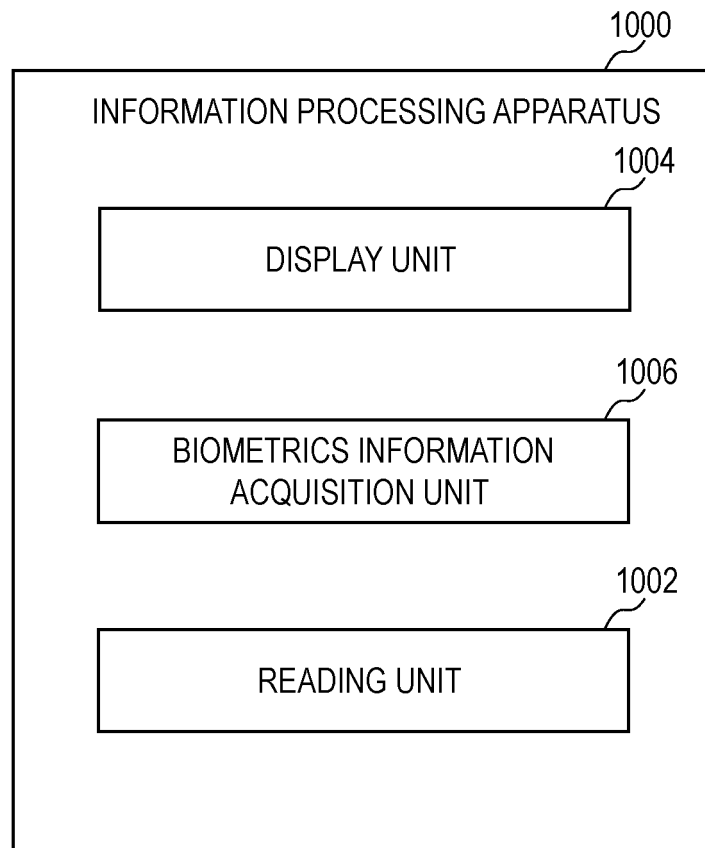 1000
INFORMATION PROCESSING APPARATUS
1004
DISPLAY UNIT
1006
BIOMETRICS INFORMATION
ACQUISITION UNIT
1002
READING UNIT